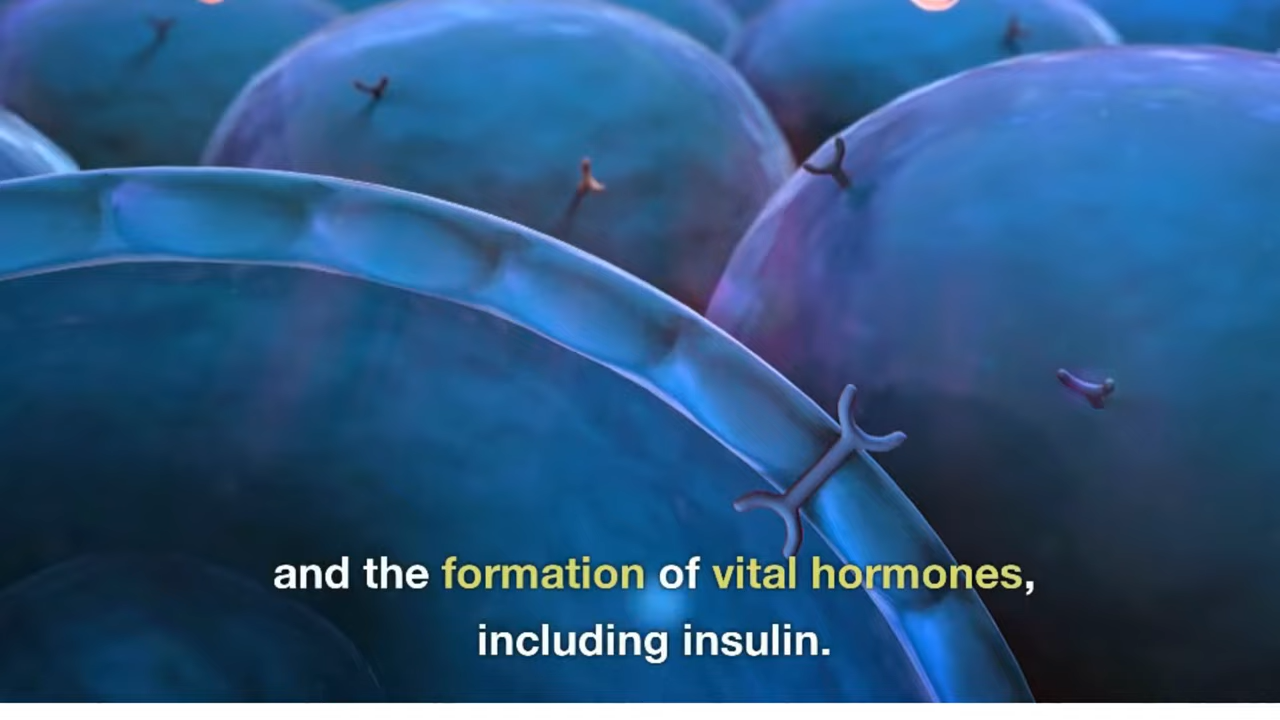 and the formation of vital hormones,
including insulin.